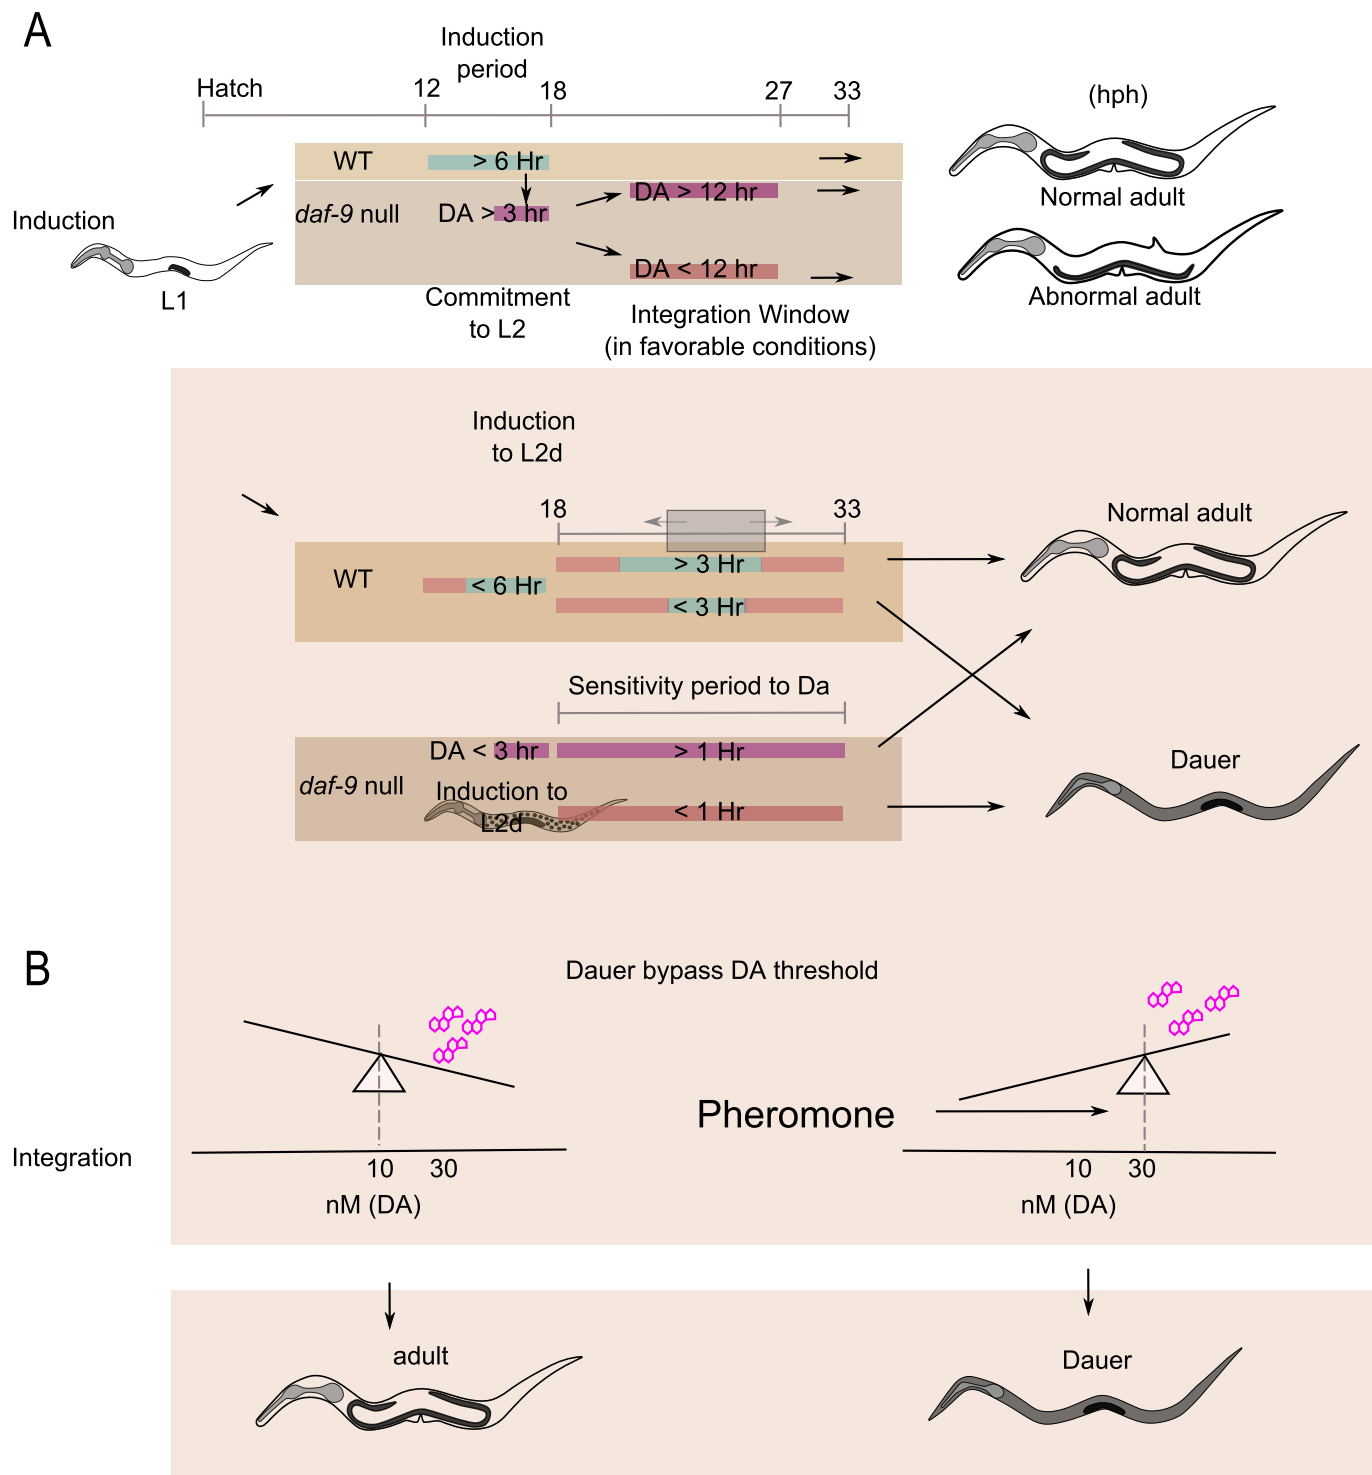 A
Induction
period
Hatch
12
18
27
33
(hph)
WT
> 6 Hr
DA > 12 hr
Normal adult
Induction
daf-9 null
DA > 3 hr
DA < 12 hr
L1
Commitment
to L2
Integration Window
(in favorable conditions)
Abnormal adult
Induction
to L2d
18
33
Normal adult
WT
> 3 Hr
< 6 Hr
< 3 Hr
Sensitivity period to Da
DA < 3 hr
> 1 Hr
Dauer
daf-9 null
Induction to
L2d
< 1 Hr
B
Dauer bypass DA threshold
Pheromone
Integration
10 30
nM (DA)
10 30
nM (DA)
adult
Dauer